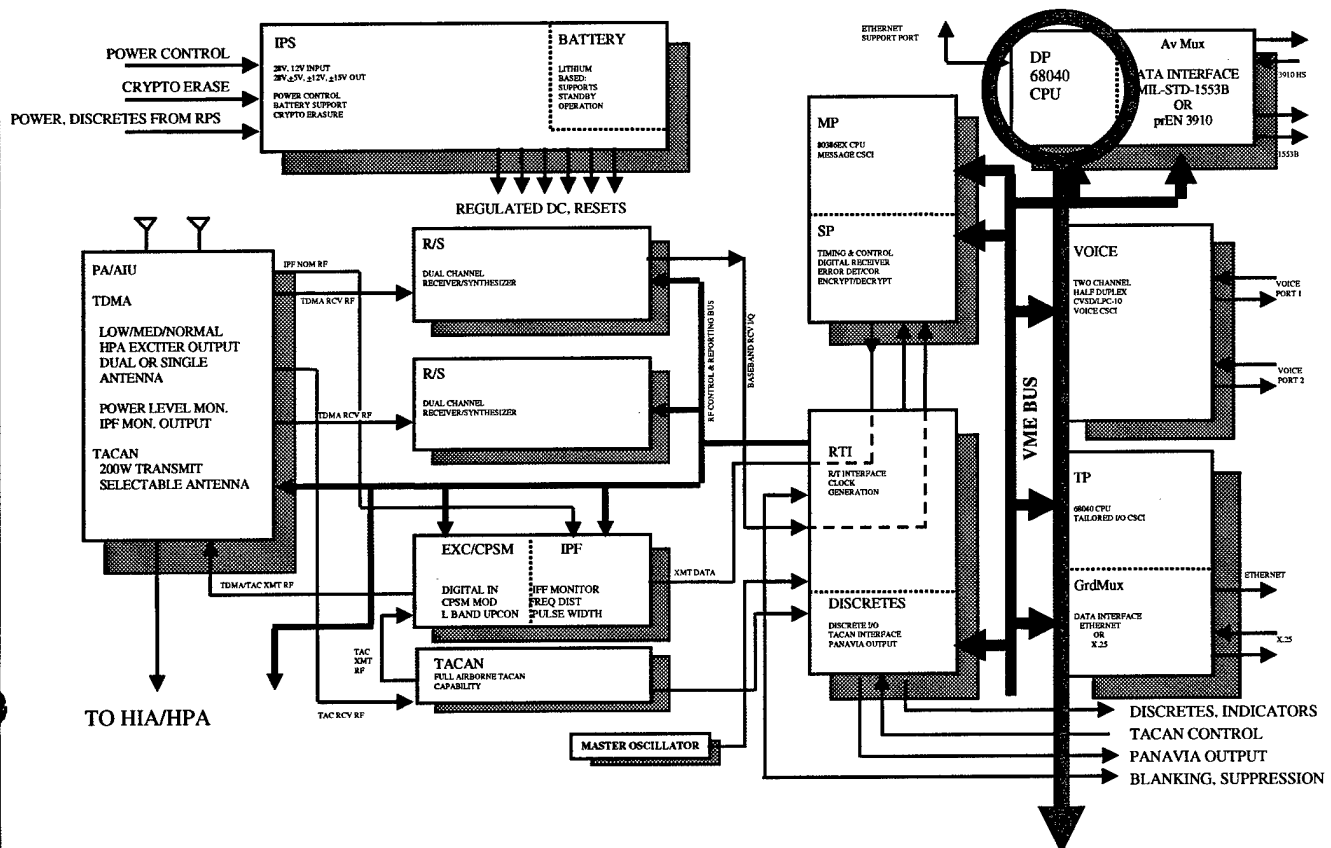 POWER CONTROL
CRYPTO ERASE
POWER, DISCRETES FROM RPS
IPS
28V, 12V INPUT
28V,±5V, ±12V, ±15V OUT
POWER CONTROL
BATTERY SUPPORT
CRYPTO ERASURE
BATTERY
LITHIUM
BASED:
SUPPORTS
STANDBY
OPERATION
REGULATED DC, RESETS
ETHERNET
SUPPORT PORT
DP
68040
CPU
Av Mux
ATA INTERFACE
MIL-STD-1553B
OR
prEN 3910
3910 HS
1553B
MP
80386EX CPU
MESSAGE CSCI
SP
TIMING & CONTROL
DIGITAL RECEIVER
ERROR DET/COR
ENCRYPT/DECRYPT
PA/AIU
TDMA
LOW/MED/NORMAL
HPA EXCITER OUTPUT
DUAL OR SINGLE
ANTENNA
POWER LEVEL MON.
IPF MON. OUTPUT
TACAN
200W TRANSMIT
SELECTABLE ANTENNA
IPF NOM RF
TDMA RCV RF
R/S
DUAL CHANNEL
RECEIVER/SYNTHESIZER
TDMA RCV RF
R/S
DUAL CHANNEL
RECEIVER/SYNTHESIZER
RF CONTROL & REPORTING BUS
BASEBAND RCV I/Q
VME BUS
VOICE
TWO CHANNEL
HALF DUPLEX
CVSD/LPC-10
VOICE CSCI
VOICE
PORT 1
VOICE
PORT 2
RTI
R/T INTERFACE
CLOCK
GENERATION
DISCRETES
DISCRETE I/O
TACAN INTERFACE
PANAVIA OUTPUT
TP
68040 CPU
TAILORED I/O CSCI
GrdMux
DATA INTERFACE
ETHERNET
OR
X.25
ETHERNET
X.25
EXC/CPSM
DIGITAL IN
CPSM MOD
L BAND UPCON
IPF
IFF MONITOR
FREQ DIST
PULSE WIDTH
XMT DATA
TDMA/TAC XMT RF
TAC
XMT
RF
TACAN
FULL AIRBORNE TACAN
CAPABILITY
TAC RCV RF
TO HIA/HPA
MASTER OSCILLATOR
DISCRETES, INDICATORS
TACAN CONTROL
PANAVIA OUTPUT
BLANKING, SUPPRESSION